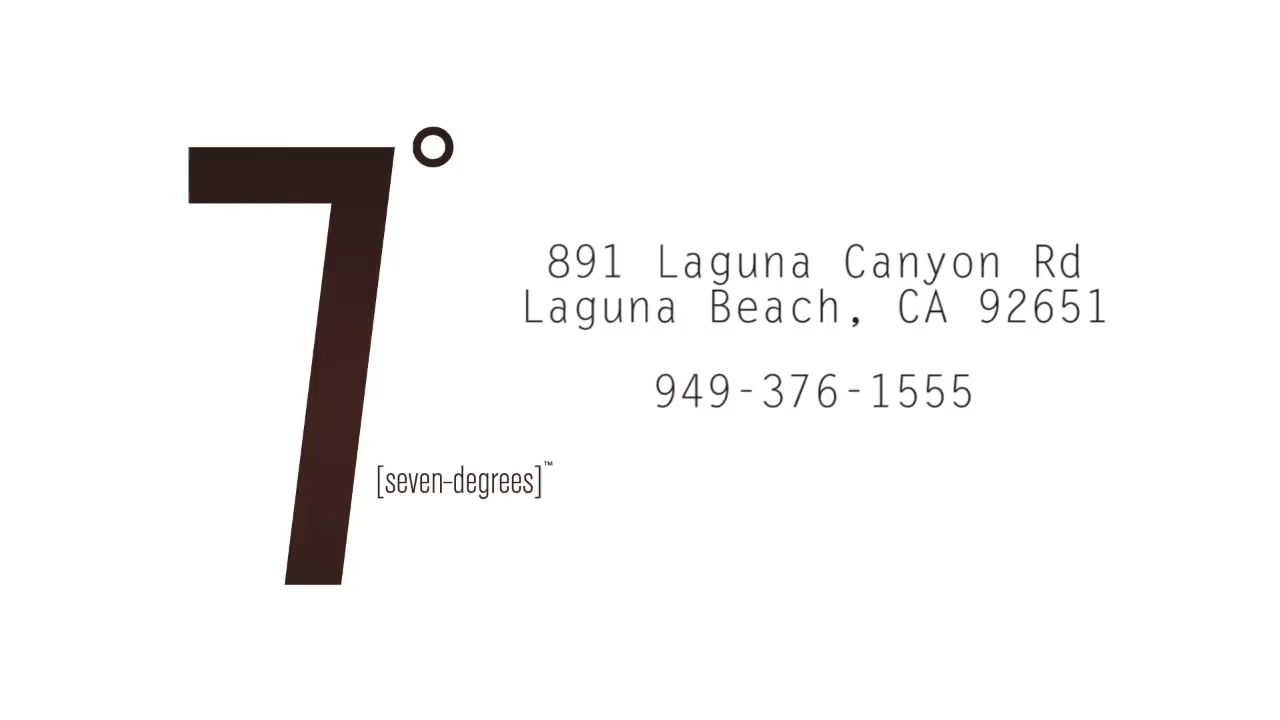 7°
891 Laguna Canyon Rd
Laguna Beach, CA 92651
949-376-1555
[seven-degrees]™